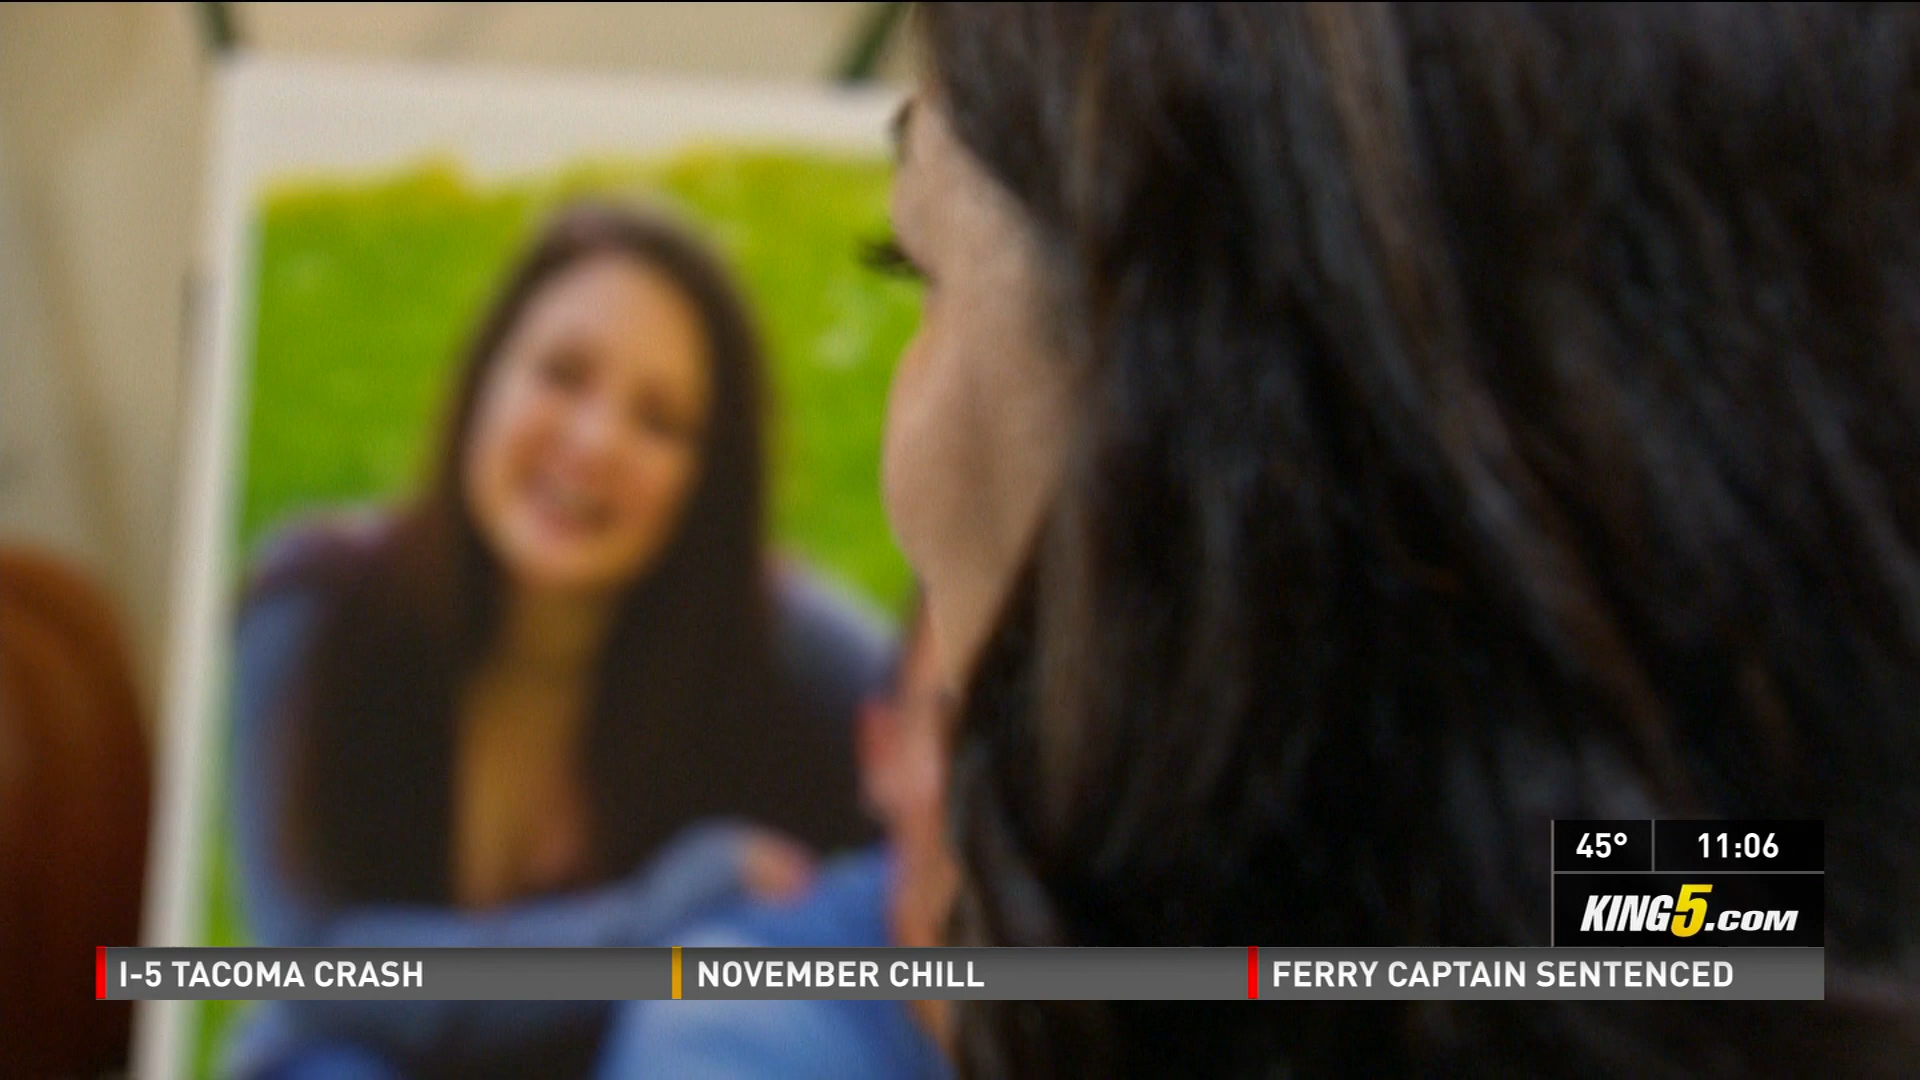 45° 11:06
KING5.COM
I-5 TACOMA CRASH NOVEMBER CHILL FERRY CAPTAIN SENTENCED